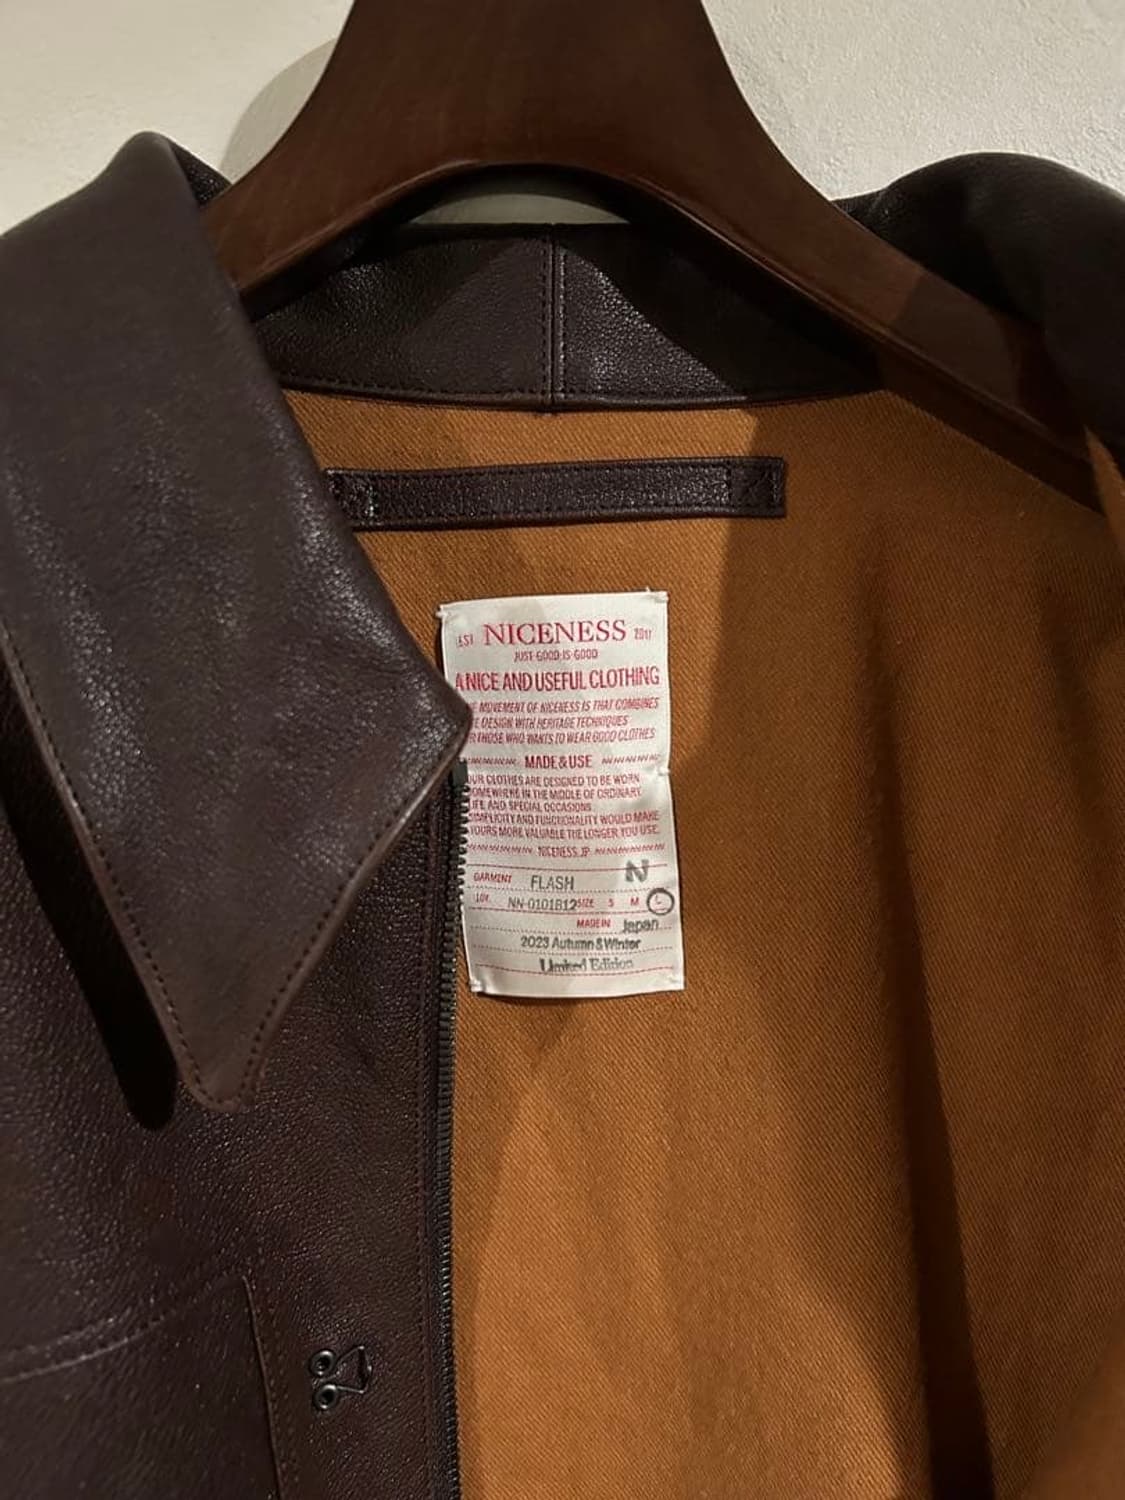 EST NICENESS 2011
JUST GOOD IS GOOD
A NICE AND USEFUL CLOTHING
MOVEMENT OF NICENESS IS THAT COMBINES
DESIGN WITH HERITAGE TECHNIQUES
THOSE WHO WANTS TO WEAR GOOD CLOTHES
MADE & USE
OUR CLOTHES ARE DESIGNED TO BE WORN
SOMEWHERE IN THE MIDDLE OF ORDINARY
LIFE AND SPECIAL OCCASIONS.
SIMPLICITY AND FUNCTIONALITY WOULD MAKE
YOURS MORE VALUABLE THE LONGER YOU USE.
NICENESS.JP
N
GARMENT FLASH
LOT. NN-0101B12 SIZE S M L
MADE IN Japan
2023 Autumn & Winter
Limited Edition